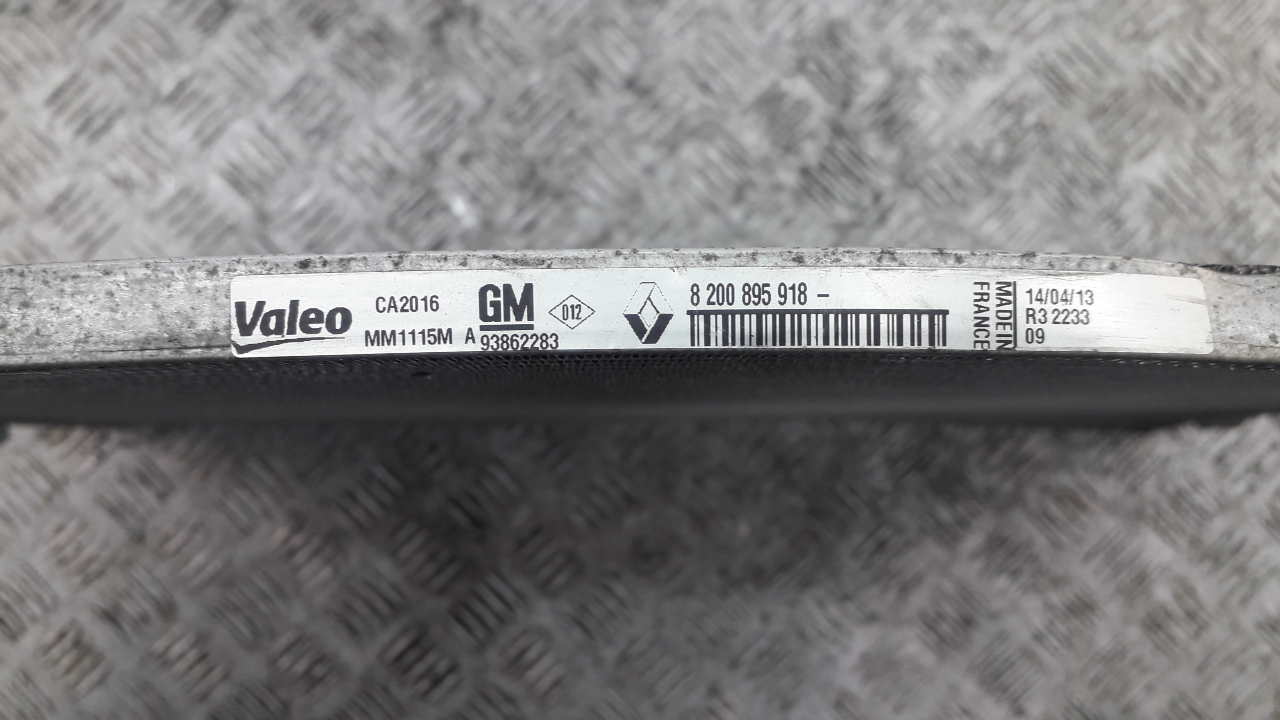 Valeo
CA2016
MM1115M A
GM
93862283
012
8 200 895 918 -
MADE IN
FRANCE
14/04/13
R3 2233
09